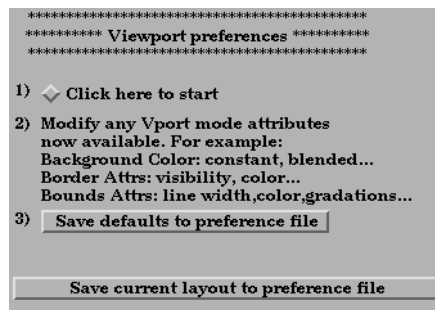 ******************************************
********** Viewport preferences **********
******************************************
1) Click here to start
2) Modify any Vport mode attributes
now available. For example:
Background Color: constant, blended...
Border Attrs: visibility, color...
Bounds Attrs: line width,color,gradations...
3) Save defaults to preference file
Save current layout to preference file